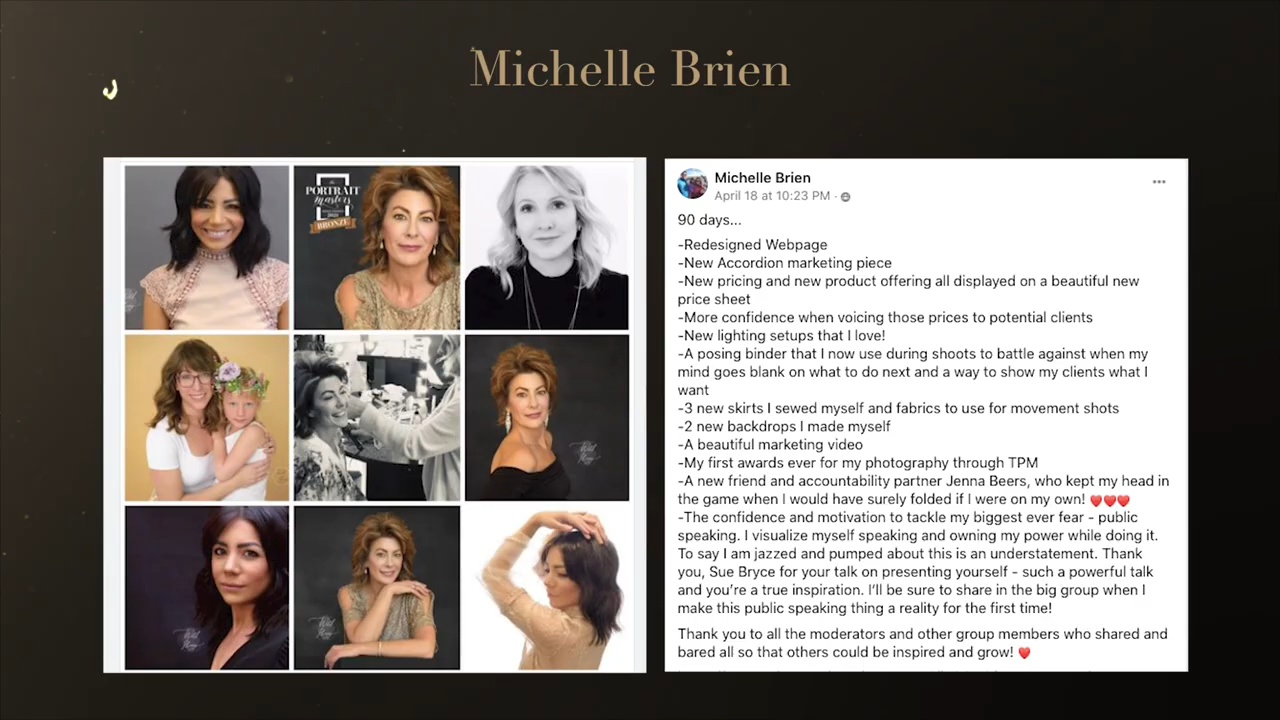 Michelle Brien
PORTRAIT
Masters
BRONZE
Michelle Brien
April 18 at 10:23 PM
90 days...
-Redesigned Webpage
-New Accordion marketing piece
-New pricing and new product offering all displayed on a beautiful new
price sheet
-More confidence when voicing those prices to potential clients
-New lighting setups that I love!
-A posing binder that I now use during shoots to battle against when my
mind goes blank on what to do next and a way to show my clients what I
want
-3 new skirts I sewed myself and fabrics to use for movement shots
-2 new backdrops I made myself
-A beautiful marketing video
-My first awards ever for my photography through TPM
-A new friend and accountability partner Jenna Beers, who kept my head in
the game when I would have surely folded if I were on my own! ❤️❤️❤️
-The confidence and motivation to tackle my biggest ever fear - public
speaking. I visualize myself speaking and owning my power while doing it.
To say I am jazzed and pumped about this is an understatement. Thank
you, Sue Bryce for your talk on presenting yourself - such a powerful talk
and you're a true inspiration. I'll be sure to share in the big group when I
make this public speaking thing a reality for the first time!
Thank you to all the moderators and other group members who shared and
bared all so that others could be inspired and grow! ❤️